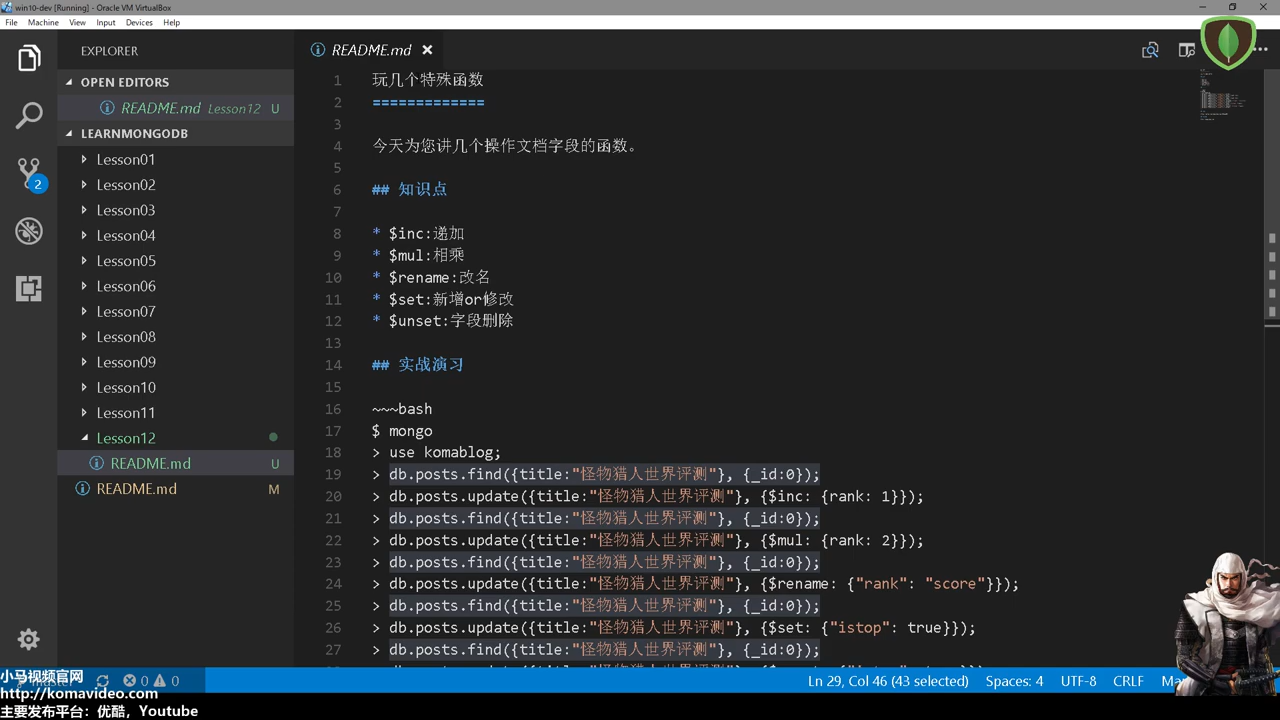 win10-dev [Running] - Oracle VM VirtualBox
File Machine View Input Devices Help
EXPLORER
OPEN EDITORS
README.md Lesson12 U
LEARNMONGODB
Lesson01
Lesson02
Lesson03
Lesson04
Lesson05
Lesson06
Lesson07
Lesson08
Lesson09
Lesson10
Lesson11
Lesson12
README.md U
README.md M
2
README.md
1 玩几个特殊函数
2 =============
3
4 今天为您讲几个操作文档字段的函数。
5
6 ## 知识点
7
8 * $inc:递加
9 * $mul:相乘
10 * $rename:改名
11 * $set:新增or修改
12 * $unset:字段删除
13
14 ## 实战演习
15
16 ~~~bash
17 $ mongo
18 > use komablog;
19 > db.posts.find({title:"怪物猎人世界评测"}, {_id:0});
20 > db.posts.update({title:"怪物猎人世界评测"}, {$inc: {rank: 1}});
21 > db.posts.find({title:"怪物猎人世界评测"}, {_id:0});
22 > db.posts.update({title:"怪物猎人世界评测"}, {$mul: {rank: 2}});
23 > db.posts.find({title:"怪物猎人世界评测"}, {_id:0});
24 > db.posts.update({title:"怪物猎人世界评测"}, {$rename: {"rank": "score"}});
25 > db.posts.find({title:"怪物猎人世界评测"}, {_id:0});
26 > db.posts.update({title:"怪物猎人世界评测"}, {$set: {"istop": true}});
27 > db.posts.find({title:"怪物猎人世界评测"}, {_id:0});
0 0
Ln 29, Col 46 (43 selected) Spaces: 4 UTF-8 CRLF
小马视频官网
http://komavideo.com
主要发布平台：优酷，Youtube